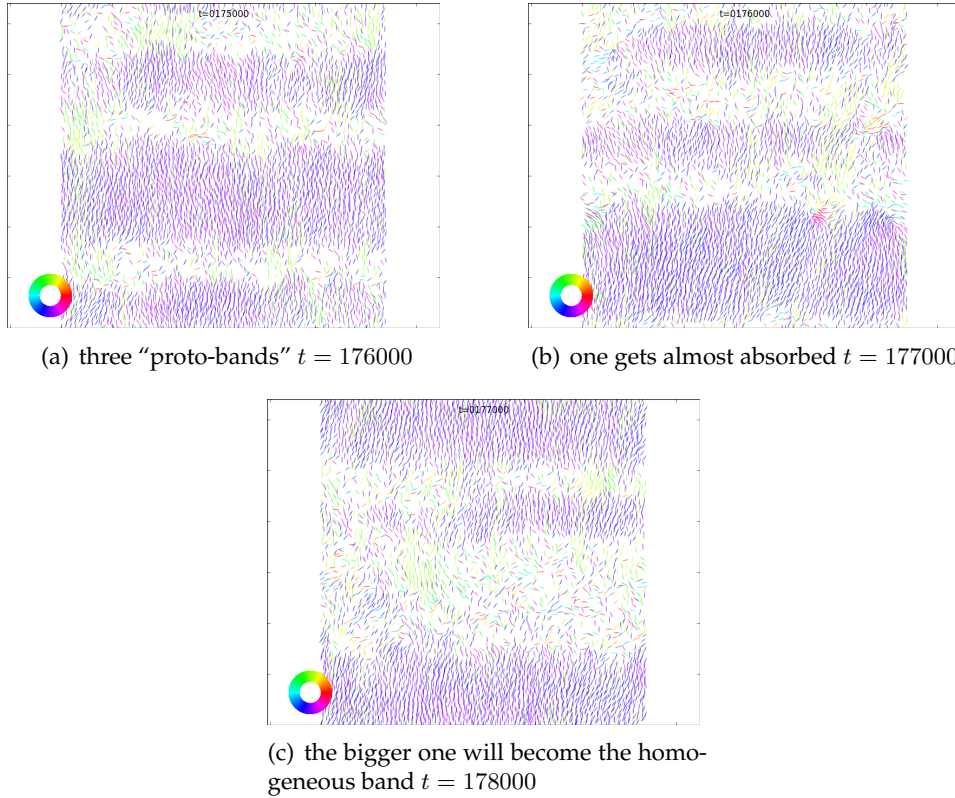 t=0175000
t=0176000
(a) three “proto-bands” t = 176000
(b) one gets almost absorbed t = 177000
t=0177000
(c) the bigger one will become the homo-
geneous band t = 178000